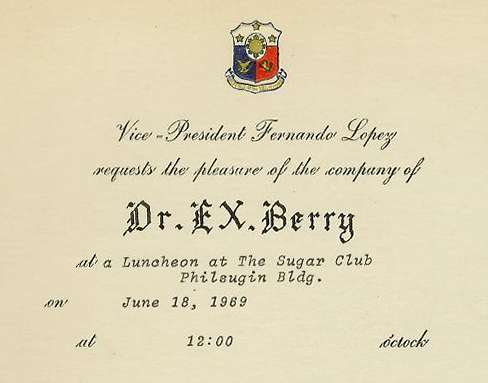 Vice-President Fernando Lopez
requests the pleasure of the company of
Dr. E X. Berry
at a Luncheon at The Sugar Club
Philsugin Bldg.
on June 18, 1969
at 12:00 o'clock